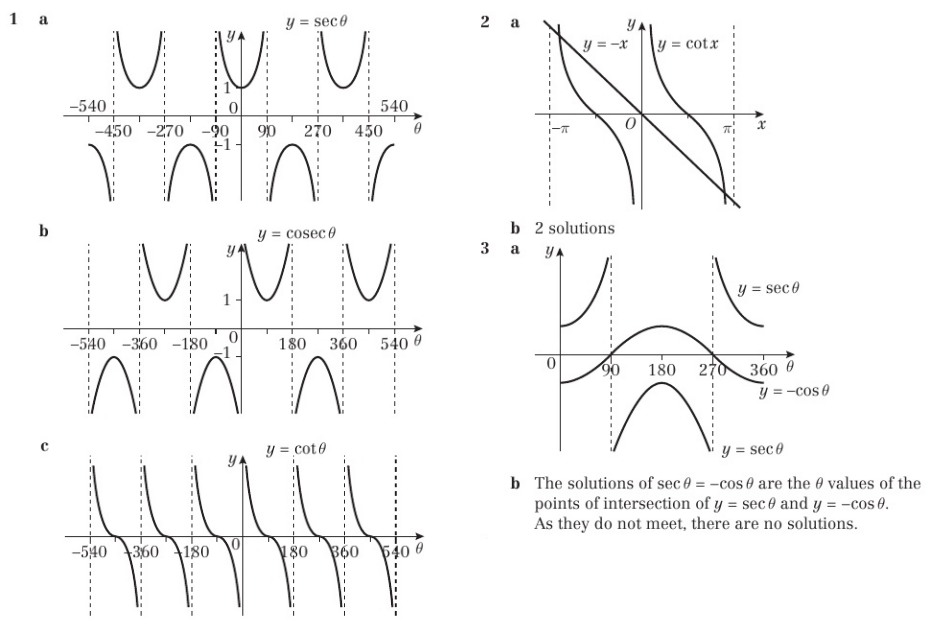 1 a
y = sec θ
y
1
0
−540 540
−450 −270 −90 90 270 450 θ
−1
b
y = cosec θ
y
1
0
−540 −360 −180 180 360 540 θ
−1
c
y = cot θ
y
0
−540 −360 −180 180 360 540 θ
2 a
y
y = −x y = cot x
−π O π x
b 2 solutions
3 a
y
y = sec θ
0
90 180 270 360 θ
y = −cos θ
y = sec θ
b The solutions of sec θ = −cos θ are the θ values of the
points of intersection of y = sec θ and y = −cos θ.
As they do not meet, there are no solutions.